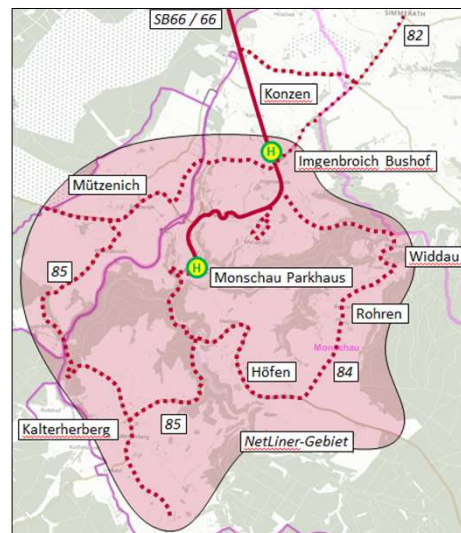 SB66 / 66
SIMMERATH
82
Konzen
H
Imgenbroich Bushof
Mützenich
Widdau
85
H
Monschau Parkhaus
Rohren
Monschau
Höfen
84
Kalterherberg
85
NetLiner-Gebiet